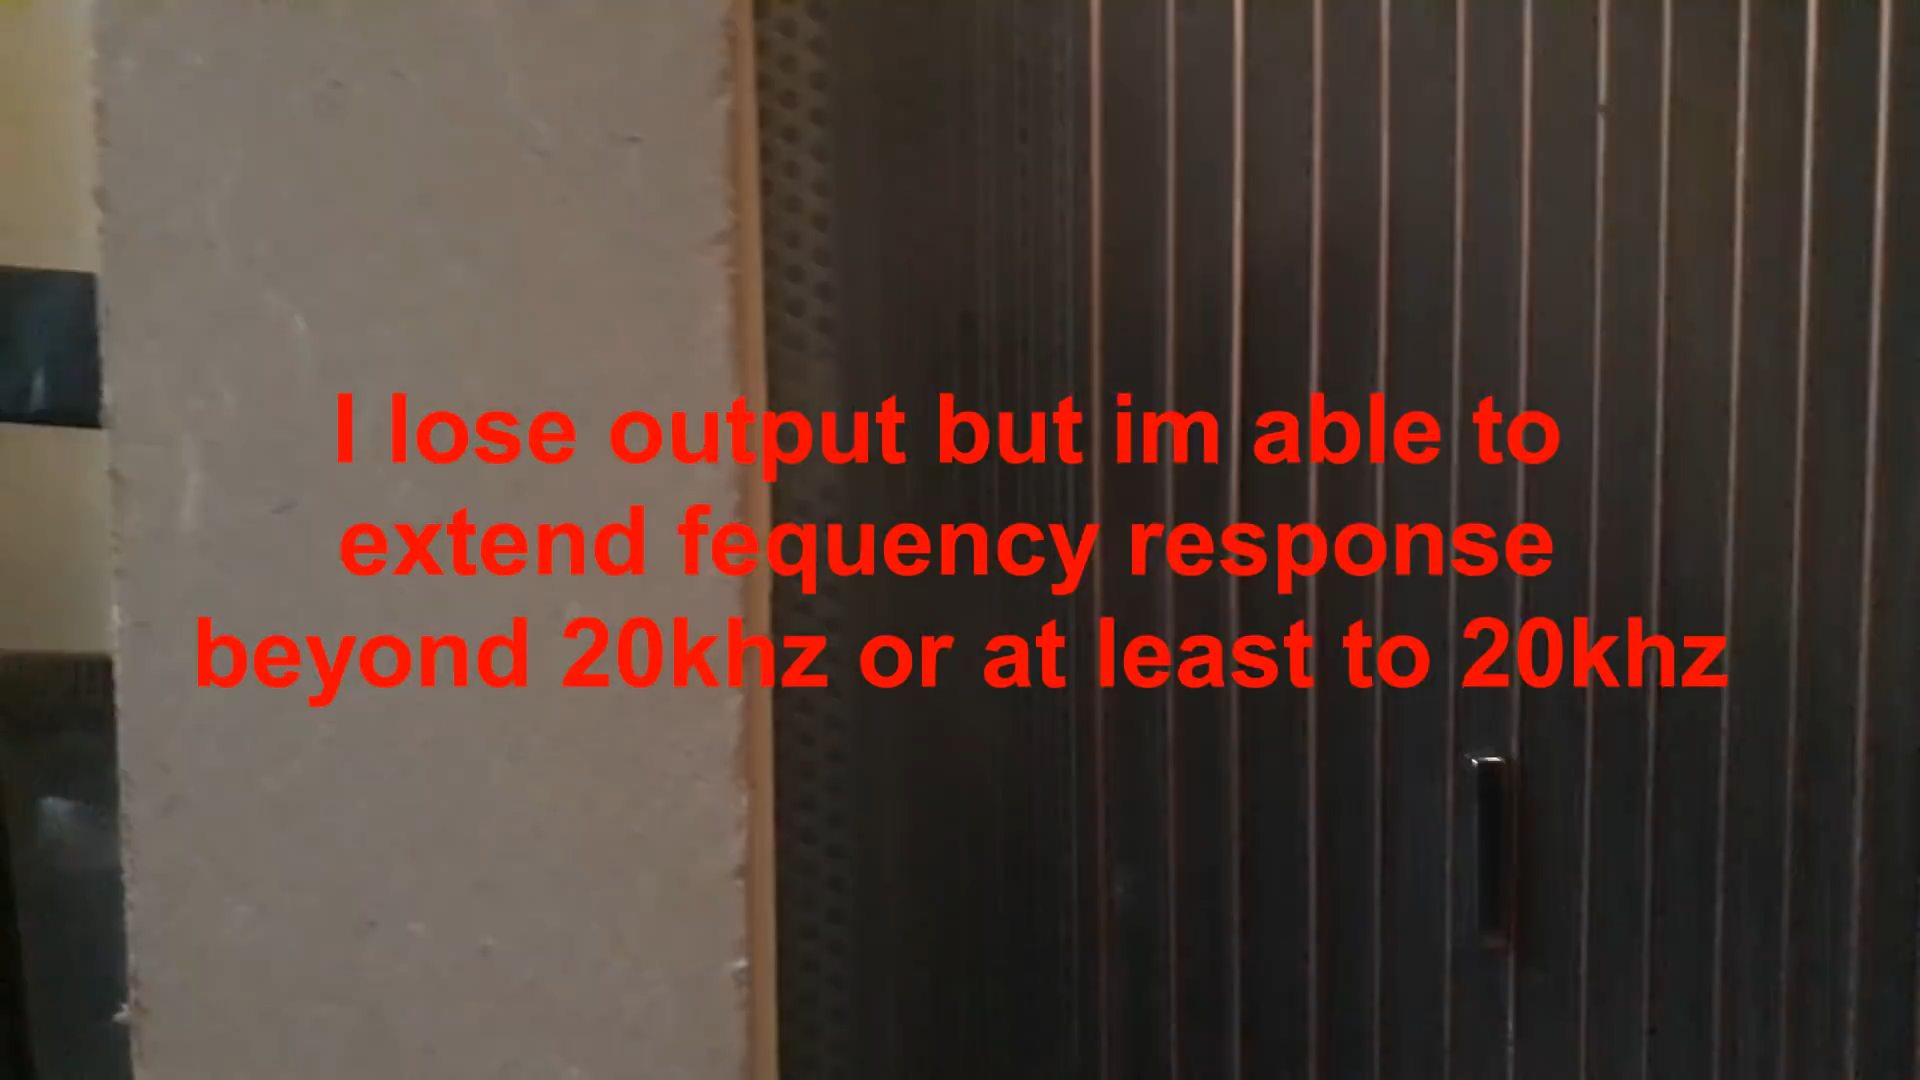 I lose output but im able to
extend fequency response
beyond 20khz or at least to 20khz